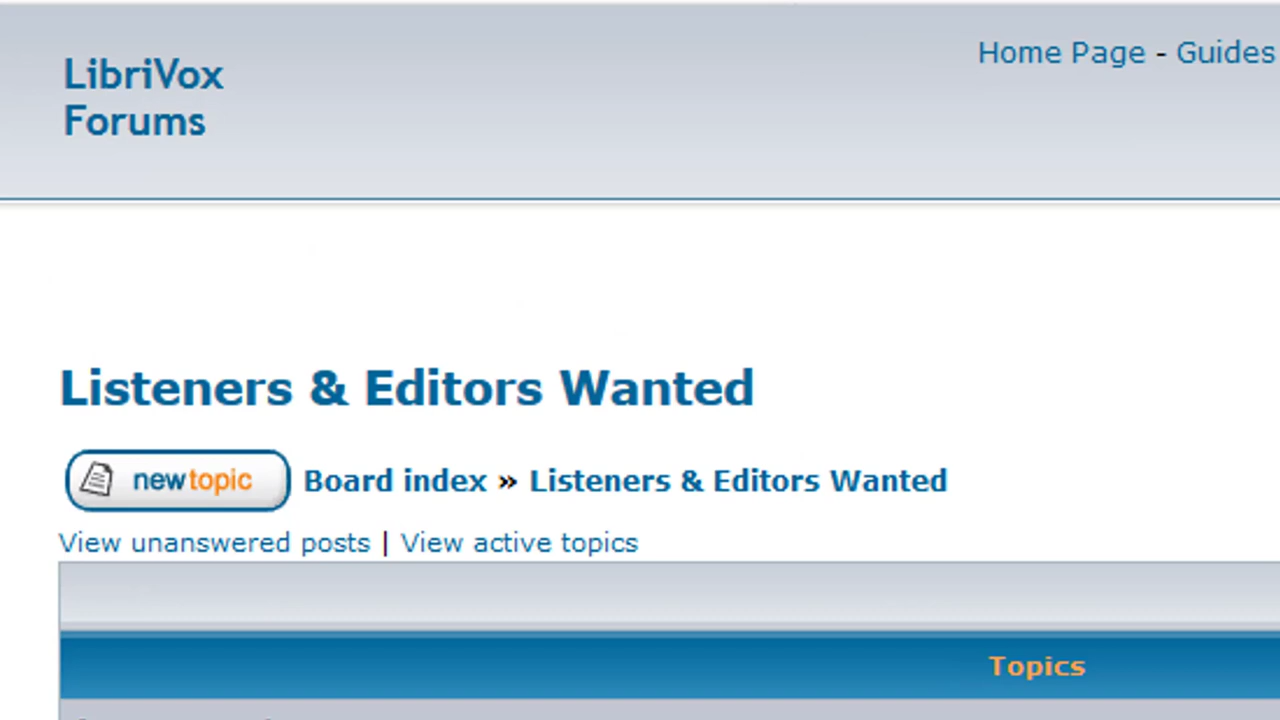 LibriVox
Forums
Home Page - Guides
Listeners & Editors Wanted
newtopic Board index » Listeners & Editors Wanted
View unanswered posts | View active topics
Topics